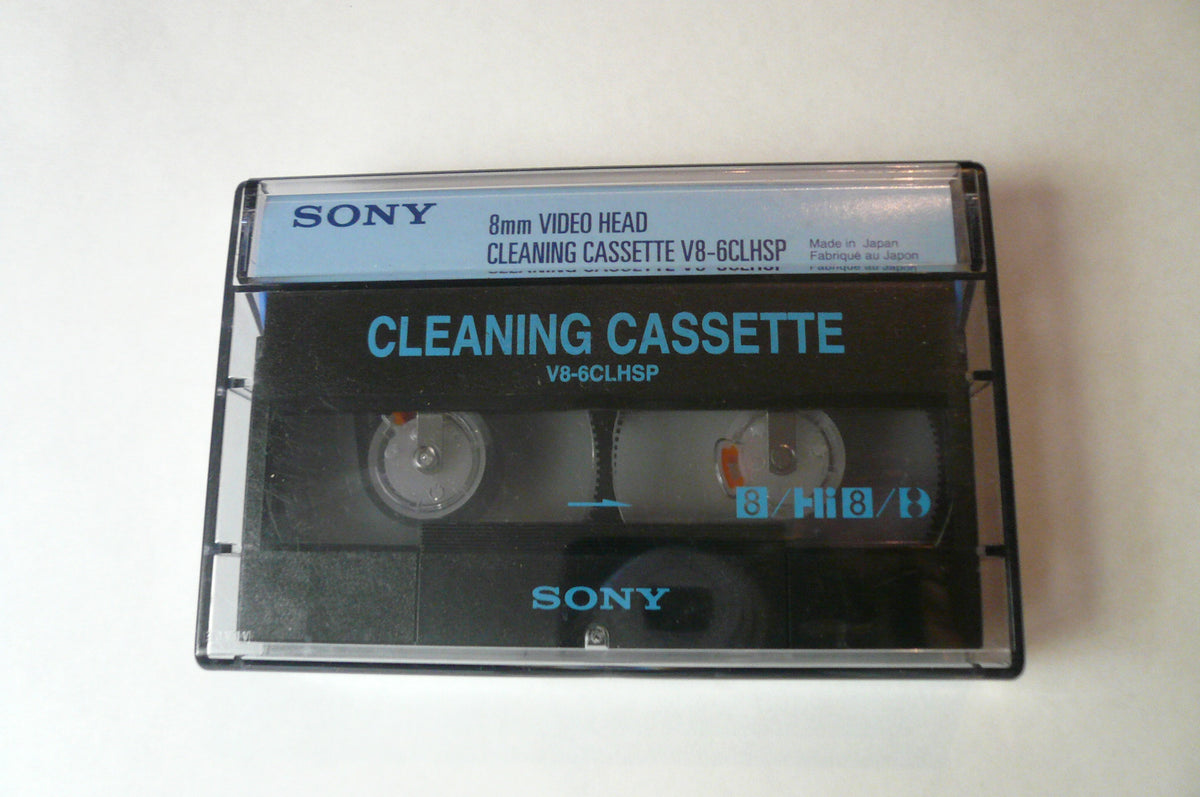 SONY
8mm VIDEO HEAD
CLEANING CASSETTE V8-6CLHSP
Made in Japan
Fabriqué au Japon
CLEANING CASSETTE
V8-6CLHSP
8/Hi8/
SONY